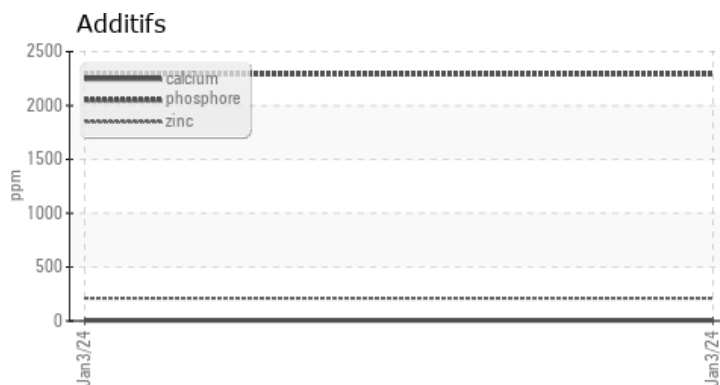 Additifs
2500
2000
1500
1000
500
0
ppm
calcium
phosphore
zinc
Jan3/24
Jan3/24